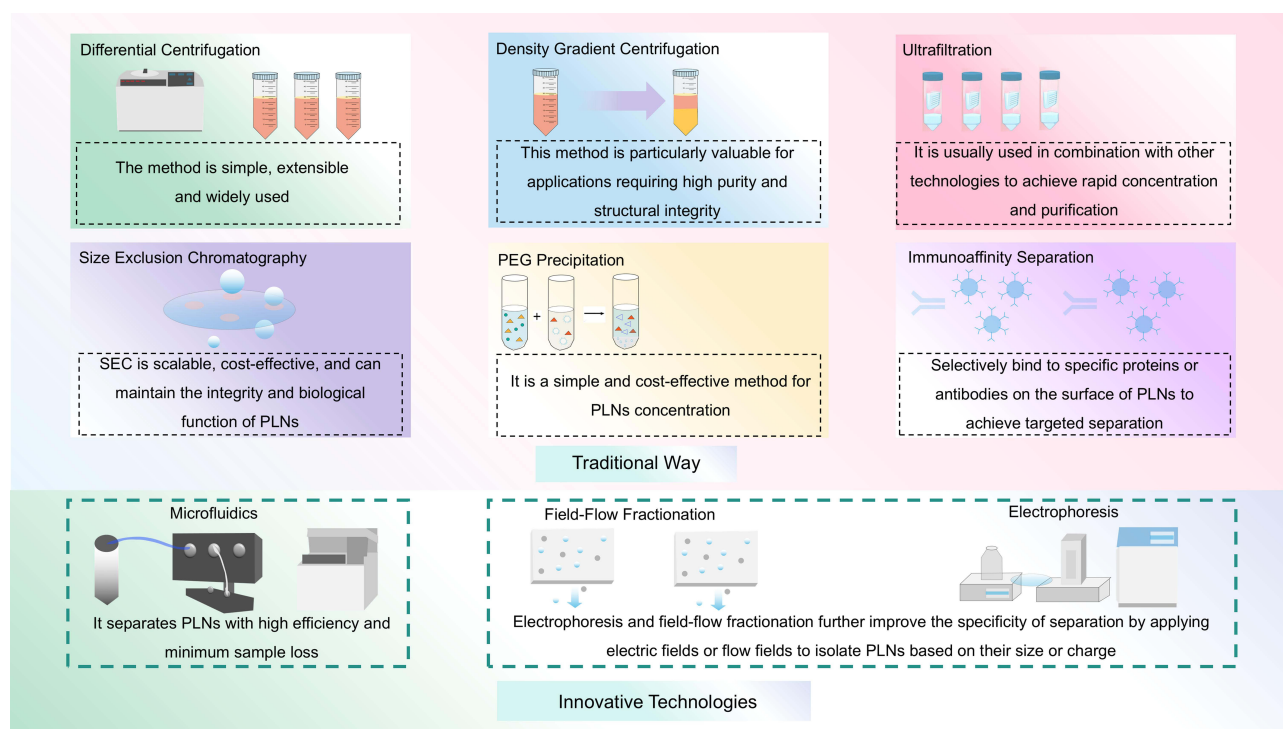 Differential Centrifugation
The method is simple, extensible
and widely used
Density Gradient Centrifugation
This method is particularly valuable for
applications requiring high purity and
structural integrity
Ultrafiltration
It is usually used in combination with other
technologies to achieve rapid concentration
and purification
Size Exclusion Chromatography
SEC is scalable, cost-effective, and can
maintain the integrity and biological
function of PLNs
PEG Precipitation
+
It is a simple and cost-effective method for
PLNs concentration
Immunoaffinity Separation
Selectively bind to specific proteins or
antibodies on the surface of PLNs to
achieve targeted separation
Traditional Way
Microfluidics
It separates PLNs with high efficiency and
minimum sample loss
Field-Flow Fractionation
Electrophoresis
Electrophoresis and field-flow fractionation further improve the specificity of separation by applying
electric fields or flow fields to isolate PLNs based on their size or charge
Innovative Technologies